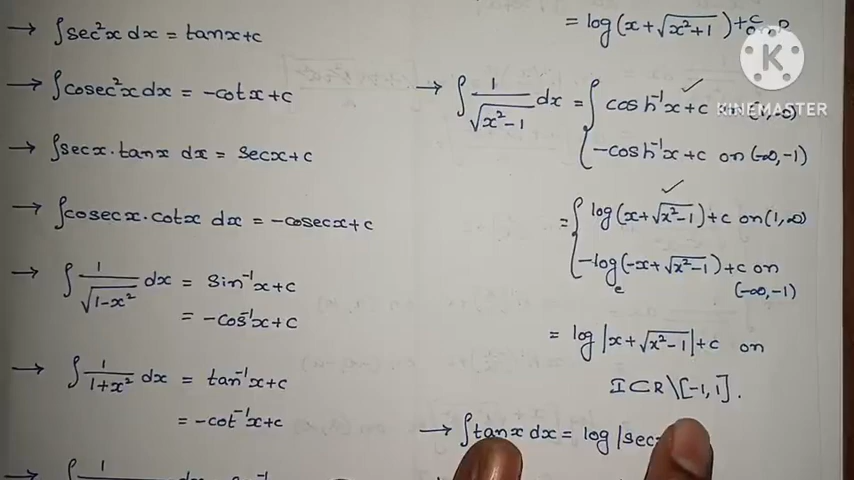 → ∫sec²x dx = tanx+c
→ ∫cosec²x dx = -cotx+c
→ ∫secx.tanx dx = secx+c
→ ∫cosecx.cotx dx = -cosecx+c
→ ∫ 1/√(1-x²) dx = sin⁻¹x+c
= -cos⁻¹x+c
→ ∫ 1/(1+x²) dx = tan⁻¹x+c
= -cot⁻¹x+c
= log(x+√(x²+1))+c
→ ∫ 1/√(x²-1) dx = { cosh⁻¹x+c ✓
-cosh⁻¹x+c on (-∞,-1)
= { log(x+√(x²-1))+c on (1,∞) ✓
-logₑ(-x+√(x²-1))+c on
(-∞,-1)
= log|x+√(x²-1)|+c on
I⊂R\[-1,1].
→ ∫tanx dx = log|sec
K
KINEMASTER